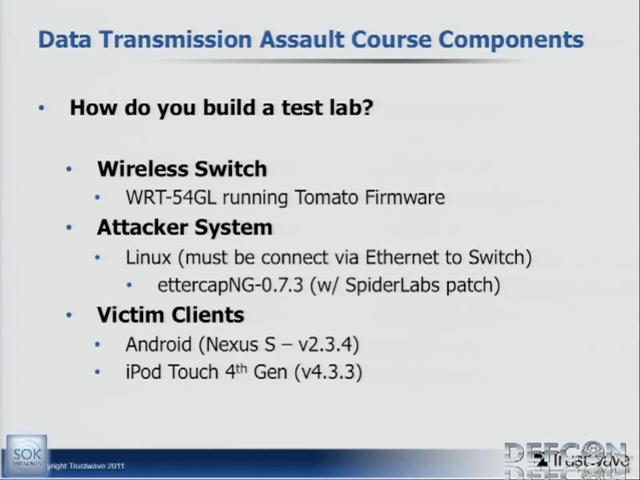 Data Transmission Assault Course Components
• How do you build a test lab?
• Wireless Switch
• WRT-54GL running Tomato Firmware
• Attacker System
• Linux (must be connect via Ethernet to Switch)
• ettercapNG-0.7.3 (w/ SpiderLabs patch)
• Victim Clients
• Android (Nexus S – v2.3.4)
• iPod Touch 4th Gen (v4.3.3)
SOK
PRESENTS
yright Trustwave 2011
DEFCON
Trustwave